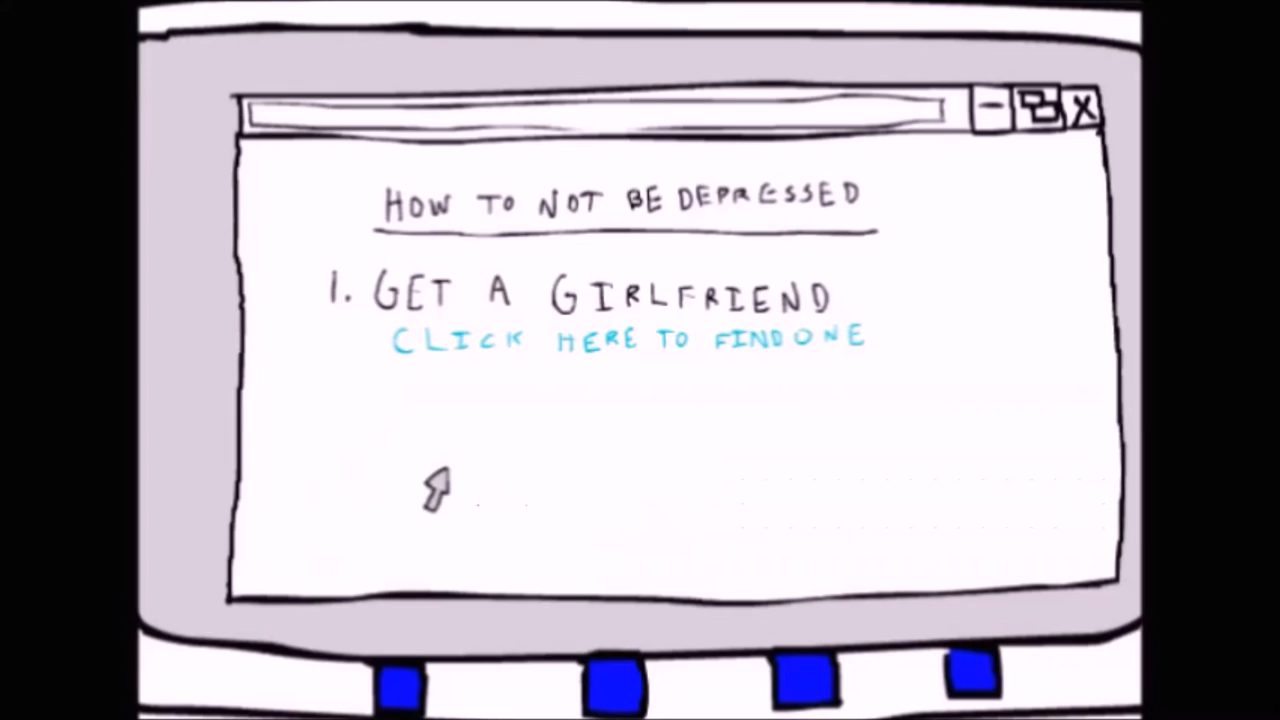 HOW TO NOT BE DEPRESSED
1. GET A GIRLFRIEND
CLICK HERE TO FIND ONE